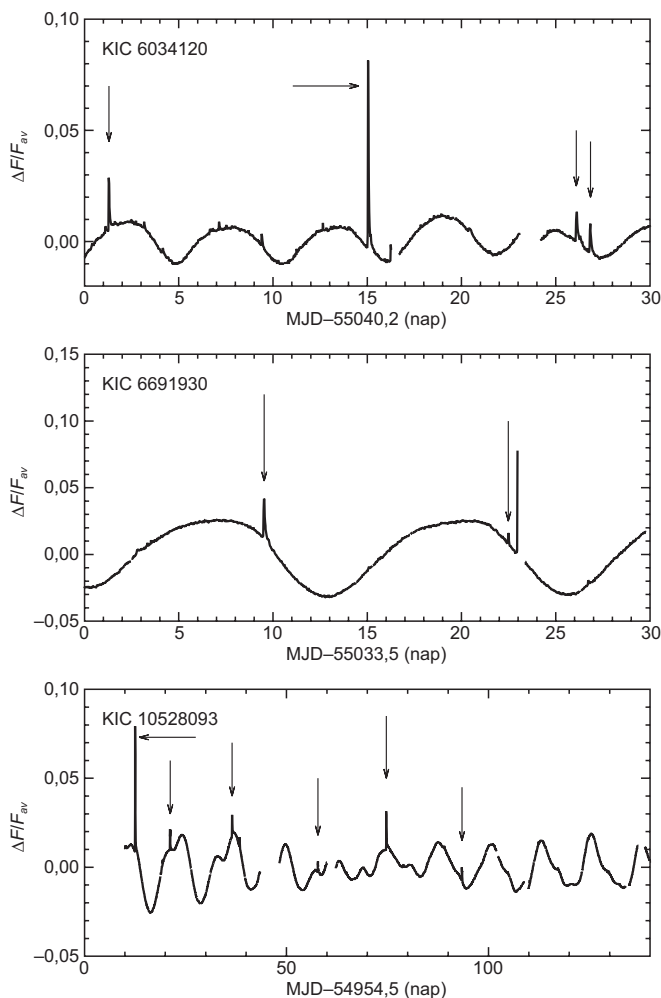 0,10
KIC 6034120
0,05
ΔF/Fav
0,00
0 5 10 15 20 25 30
MJD–55040,2 (nap)
0,15
KIC 6691930
0,10
0,05
ΔF/Fav
0,00
–0,05
0 5 10 15 20 25 30
MJD–55033,5 (nap)
0,10
KIC 10528093
0,05
ΔF/Fav
0,00
–0,05
0 50 100
MJD–54954,5 (nap)